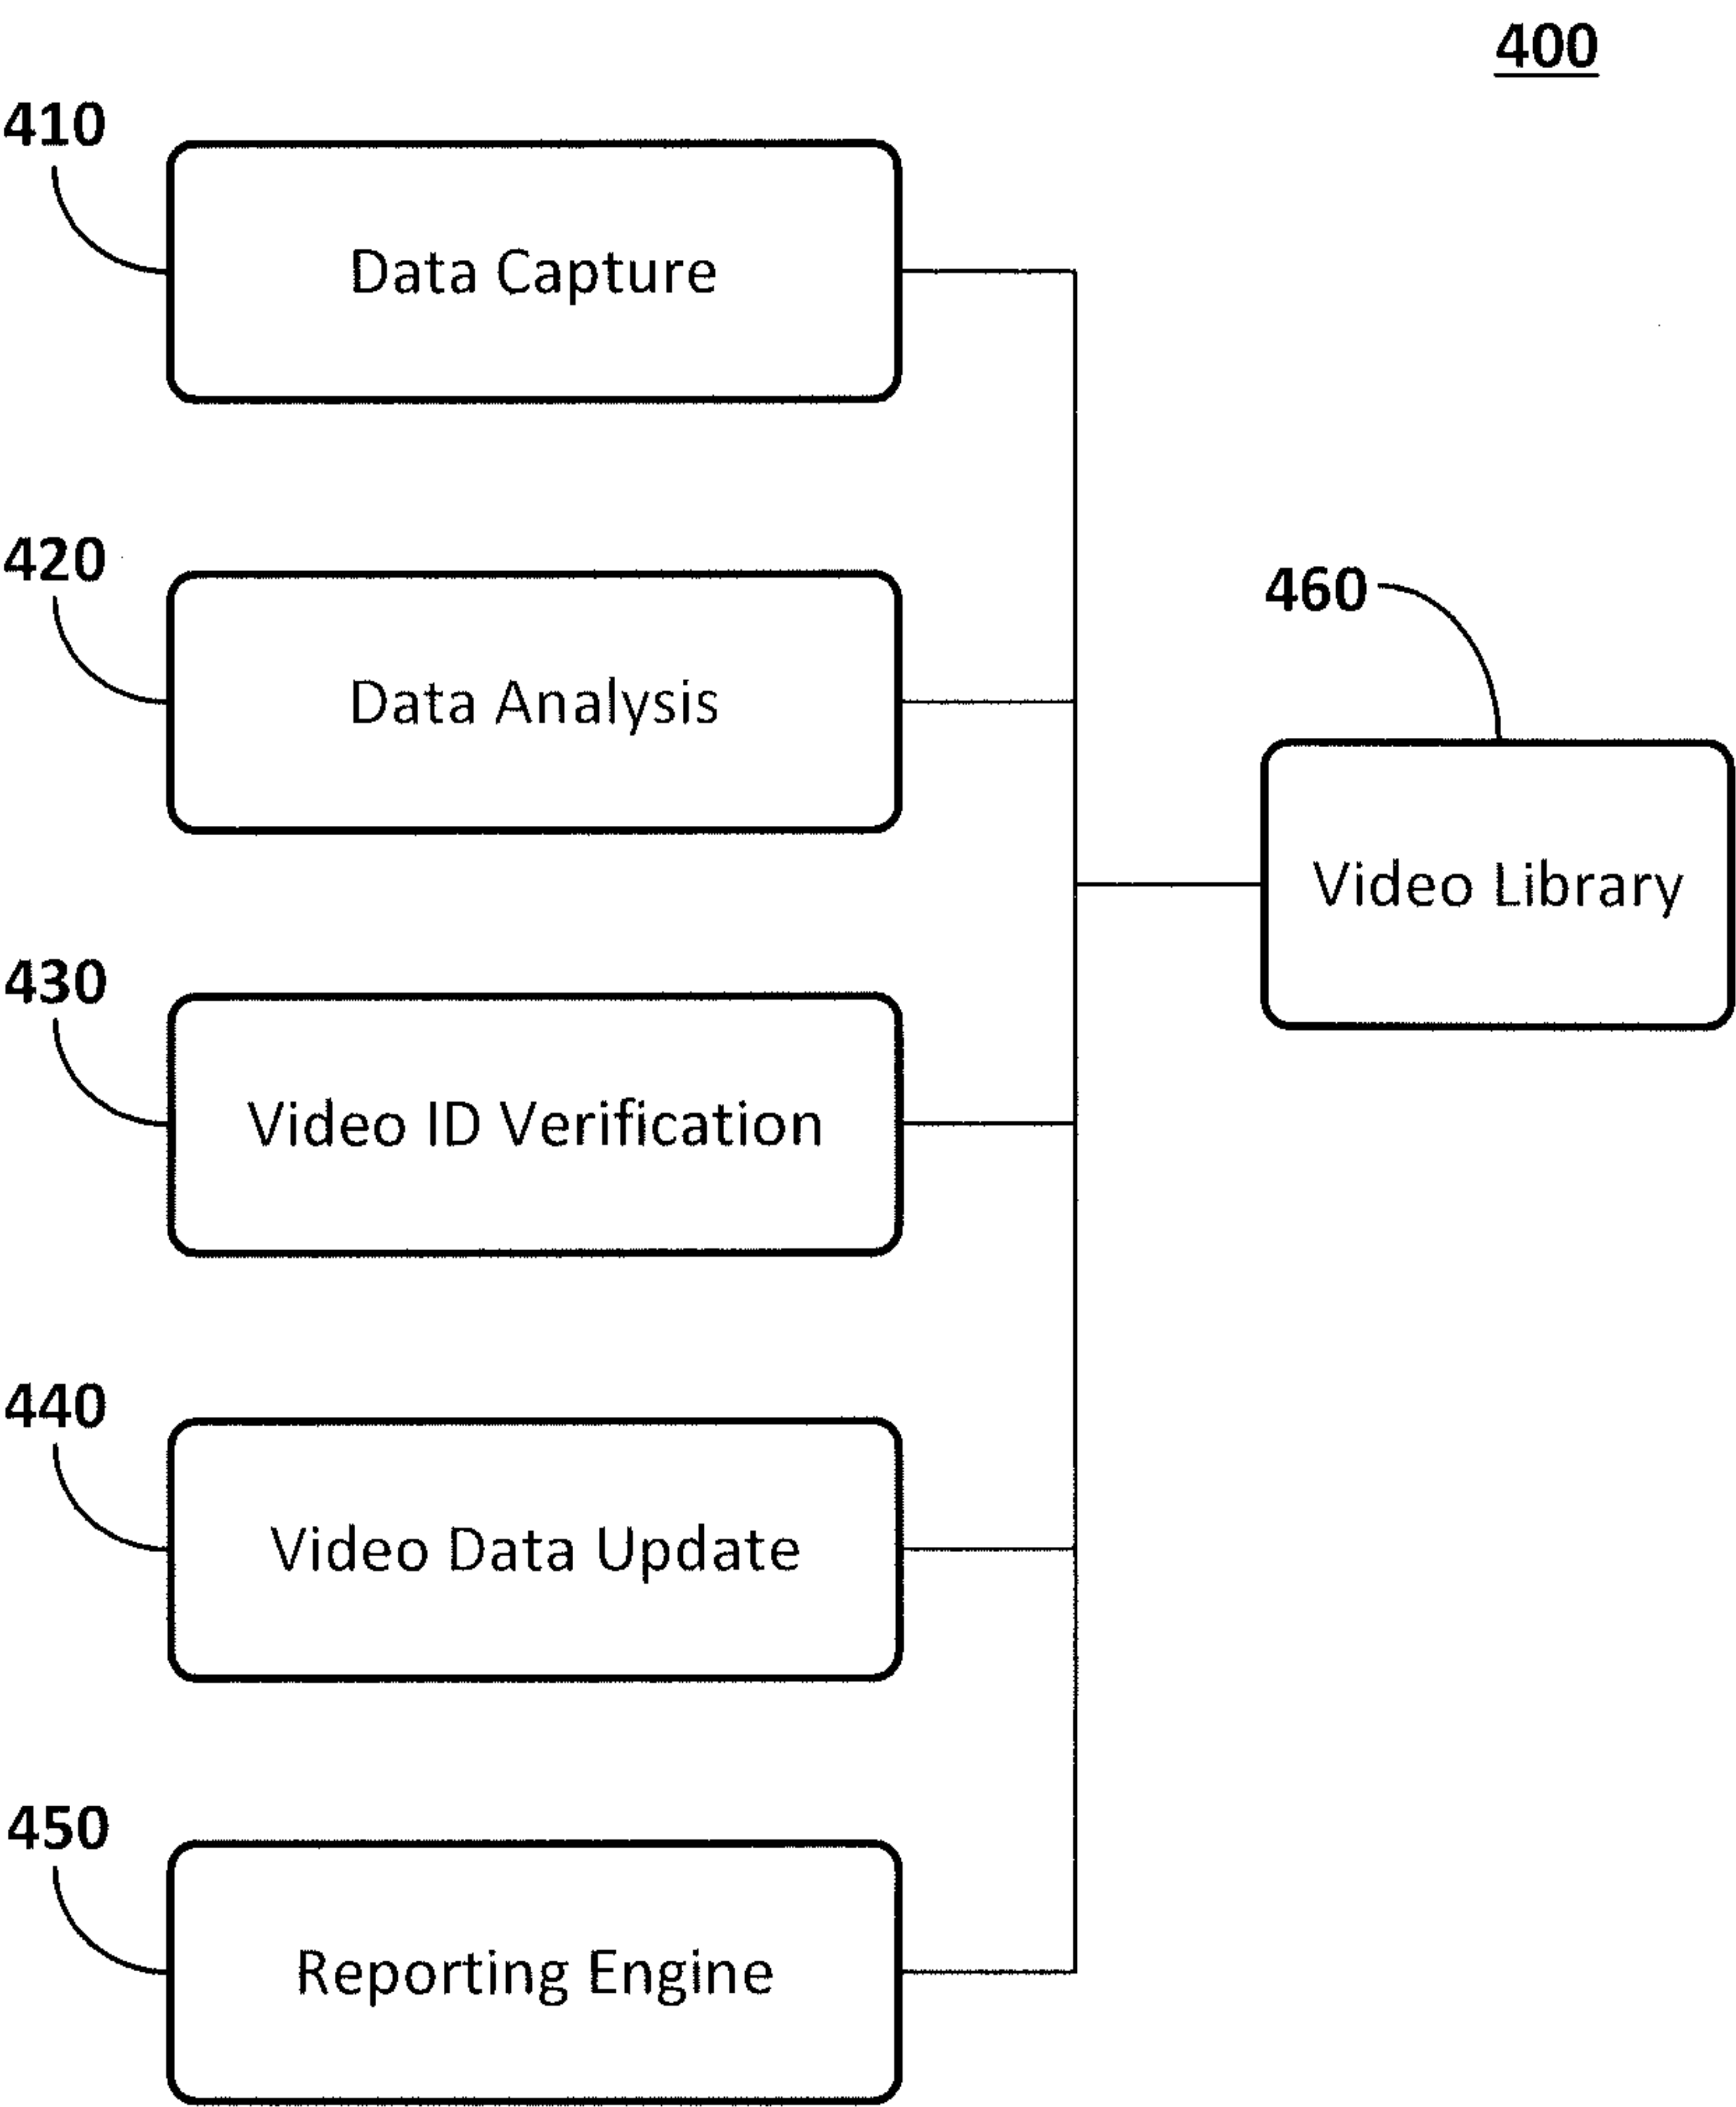 400
410
Data Capture
420
Data Analysis
460
Video Library
430
Video ID Verification
440
Video Data Update
450
Reporting Engine